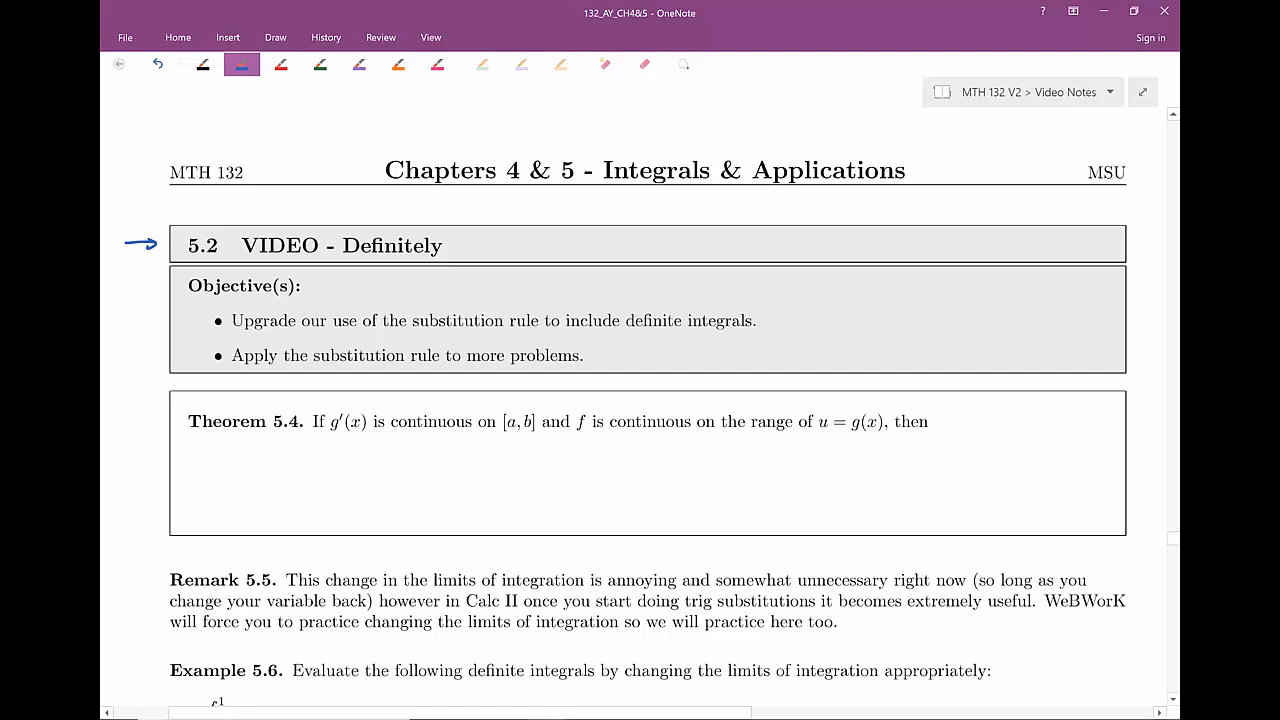 132_AY_CH4&5 - OneNote
?
File Home Insert Draw History Review View Sign in
MTH 132 V2 > Video Notes
MTH 132 Chapters 4 & 5 - Integrals & Applications MSU
5.2 VIDEO - Definitely
Objective(s):
• Upgrade our use of the substitution rule to include definite integrals.
• Apply the substitution rule to more problems.
Theorem 5.4. If g′(x) is continuous on [a, b] and f is continuous on the range of u = g(x), then
Remark 5.5. This change in the limits of integration is annoying and somewhat unnecessary right now (so long as you
change your variable back) however in Calc II once you start doing trig substitutions it becomes extremely useful. WeBWorK
will force you to practice changing the limits of integration so we will practice here too.
Example 5.6. Evaluate the following definite integrals by changing the limits of integration appropriately:
∫1